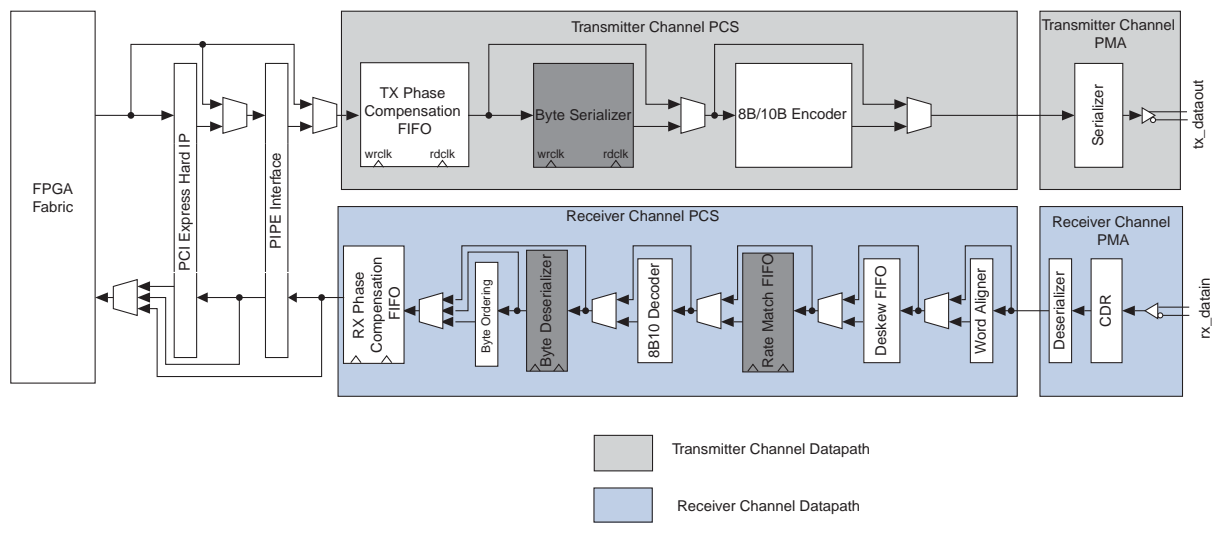 Transmitter Channel PCS
Transmitter Channel
PMA
FPGA
Fabric
PCI Express Hard IP
PIPE Interface
TX Phase
Compensation
FIFO
wrclk
rdclk
Byte Serializer
wrclk
rdclk
8B/10B Encoder
Serializer
tx_dataout
Receiver Channel PCS
Receiver Channel
PMA
RX Phase
Compensation
FIFO
Byte Ordering
Byte Deserializer
8B10 Decoder
Rate Match FIFO
Deskew FIFO
Word Aligner
Deserializer
CDR
rx_datain
Transmitter Channel Datapath
Receiver Channel Datapath